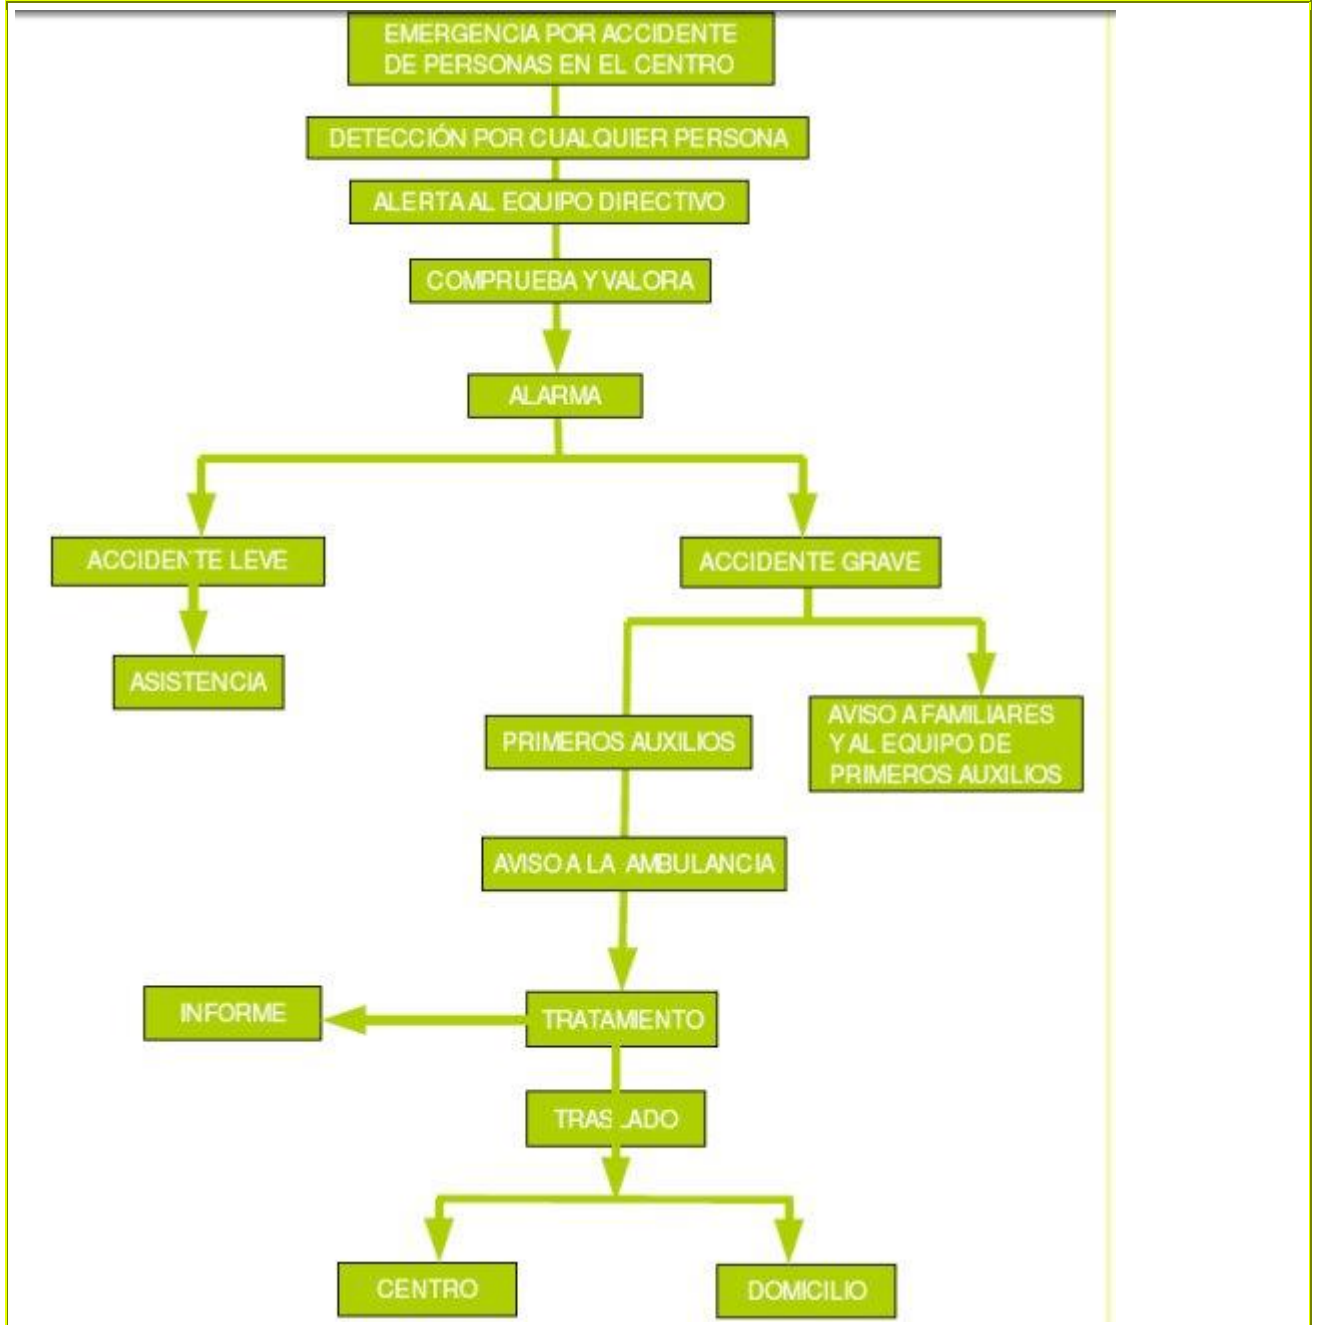 EMERGENCIA POR ACCIDENTE
DE PERSONAS EN EL CENTRO
DETECCIÓN POR CUALQUIER PERSONA
ALERTA AL EQUIPO DIRECTIVO
COMPRUEBA Y VALORA
ALARMA
ACCIDENTE LEVE
ACCIDENTE GRAVE
ASISTENCIA
PRIMEROS AUXILIOS
AVISO A FAMILIARES
Y AL EQUIPO DE
PRIMEROS AUXILIOS
AVISO A LA AMBULANCIA
INFORME
TRATAMIENTO
TRASLADO
CENTRO
DOMICILIO